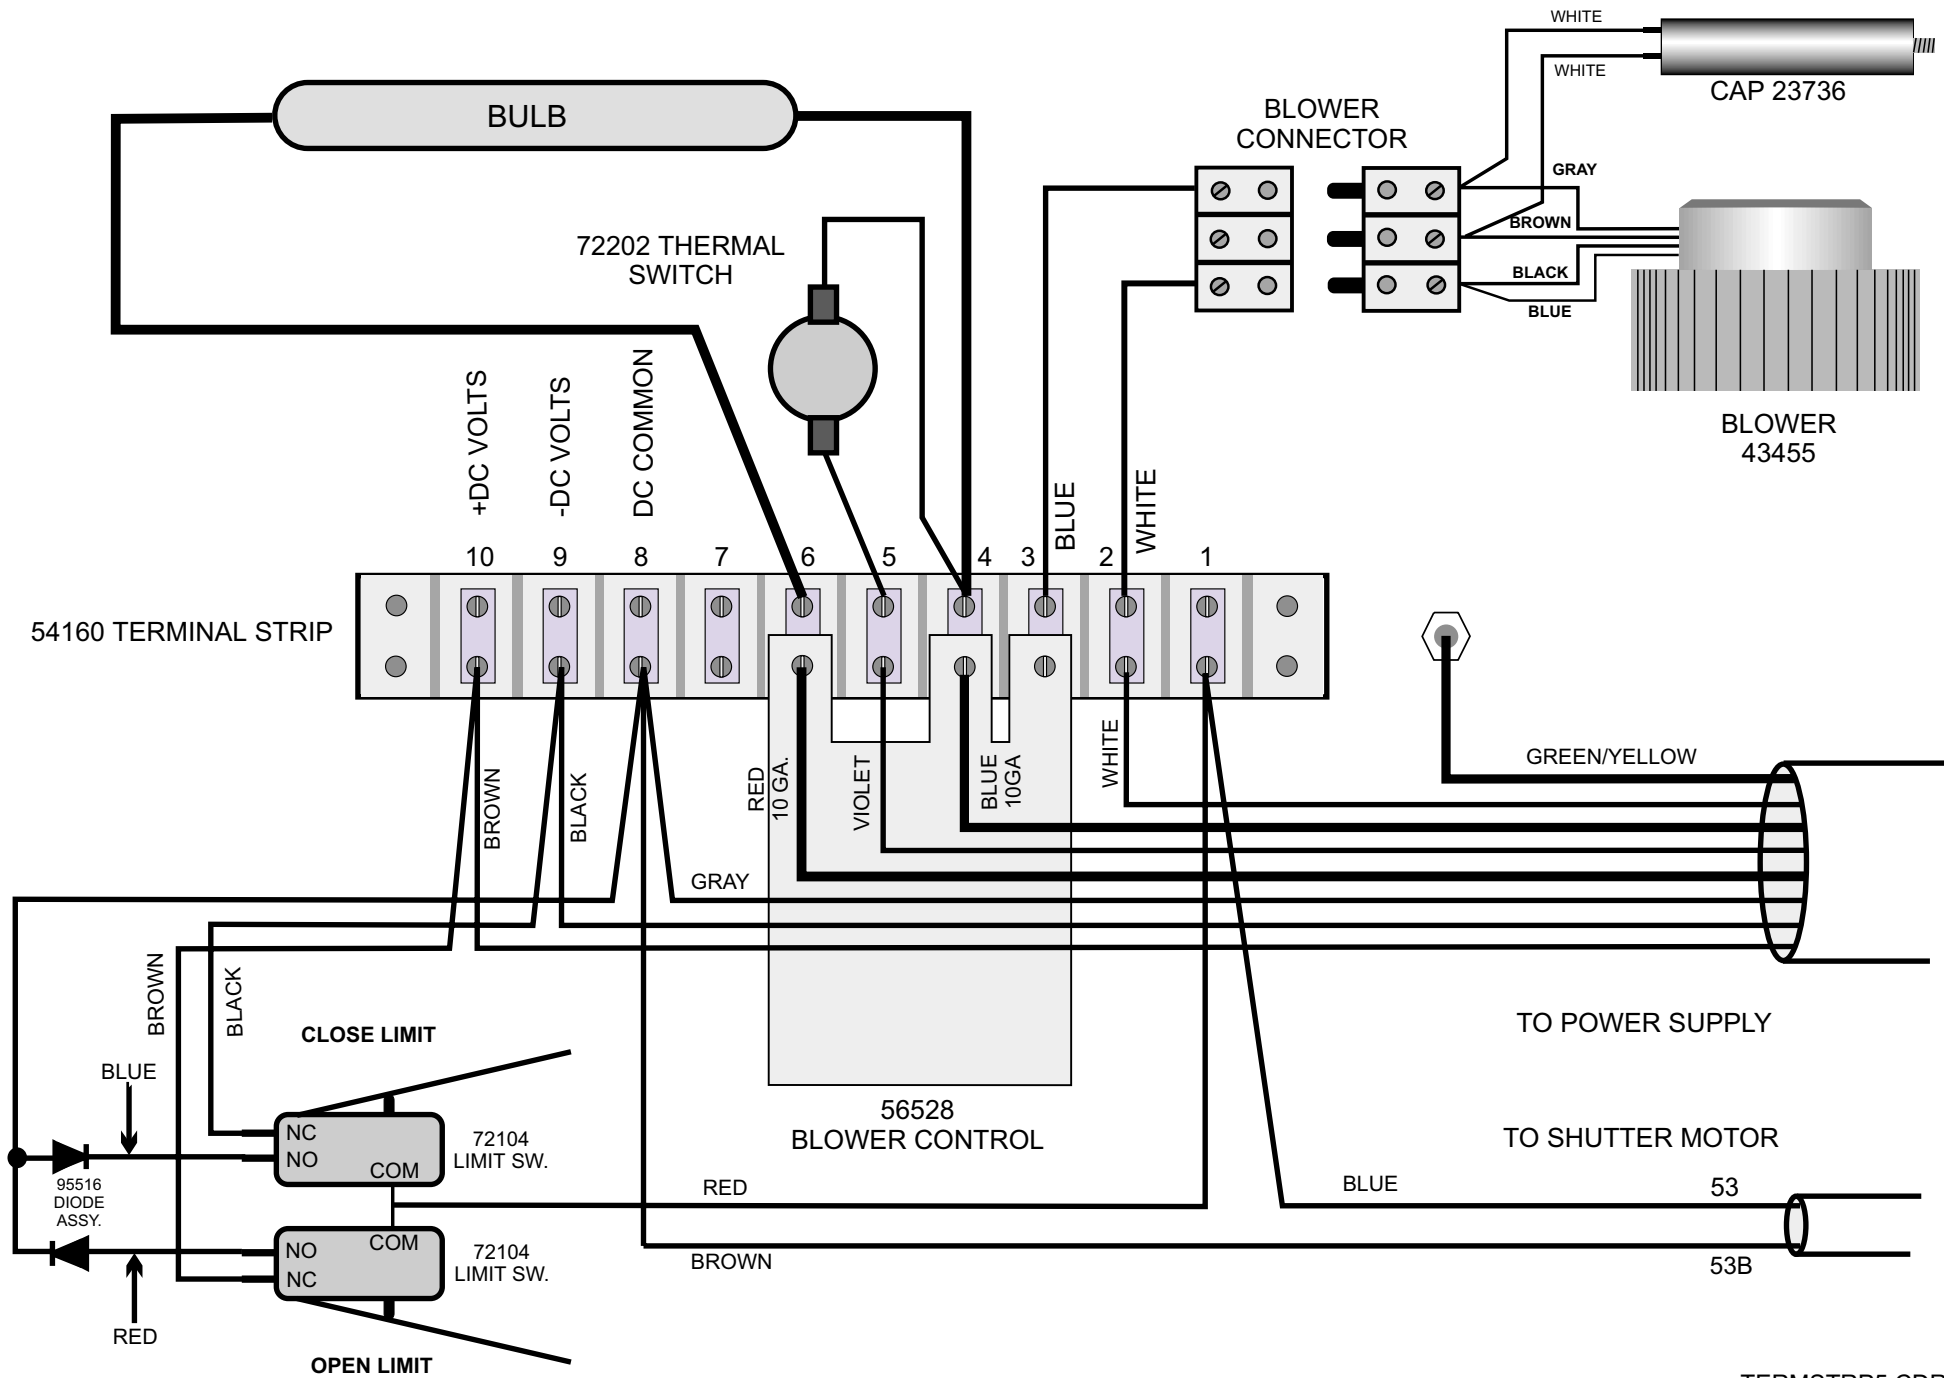 WHITE
WHITE
CAP 23736
BULB
BLOWER
CONNECTOR
GRAY
BROWN
BLACK
BLUE
BLOWER
43455
72202 THERMAL
SWITCH
+DC VOLTS
-DC VOLTS
DC COMMON
BLUE
WHITE
10
9
8
7
6
5
4
3
2
1
54160 TERMINAL STRIP
BROWN
BLACK
RED
10 GA.
VIOLET
BLUE
10GA
WHITE
GREEN/YELLOW
GRAY
BROWN
BLACK
CLOSE LIMIT
TO POWER SUPPLY
BLUE
56528
BLOWER CONTROL
NC
NO
COM
72104
LIMIT SW.
TO SHUTTER MOTOR
95516
DIODE
ASSY.
RED
BLUE
53
NO
COM
NC
72104
LIMIT SW.
BROWN
53B
RED
OPEN LIMIT